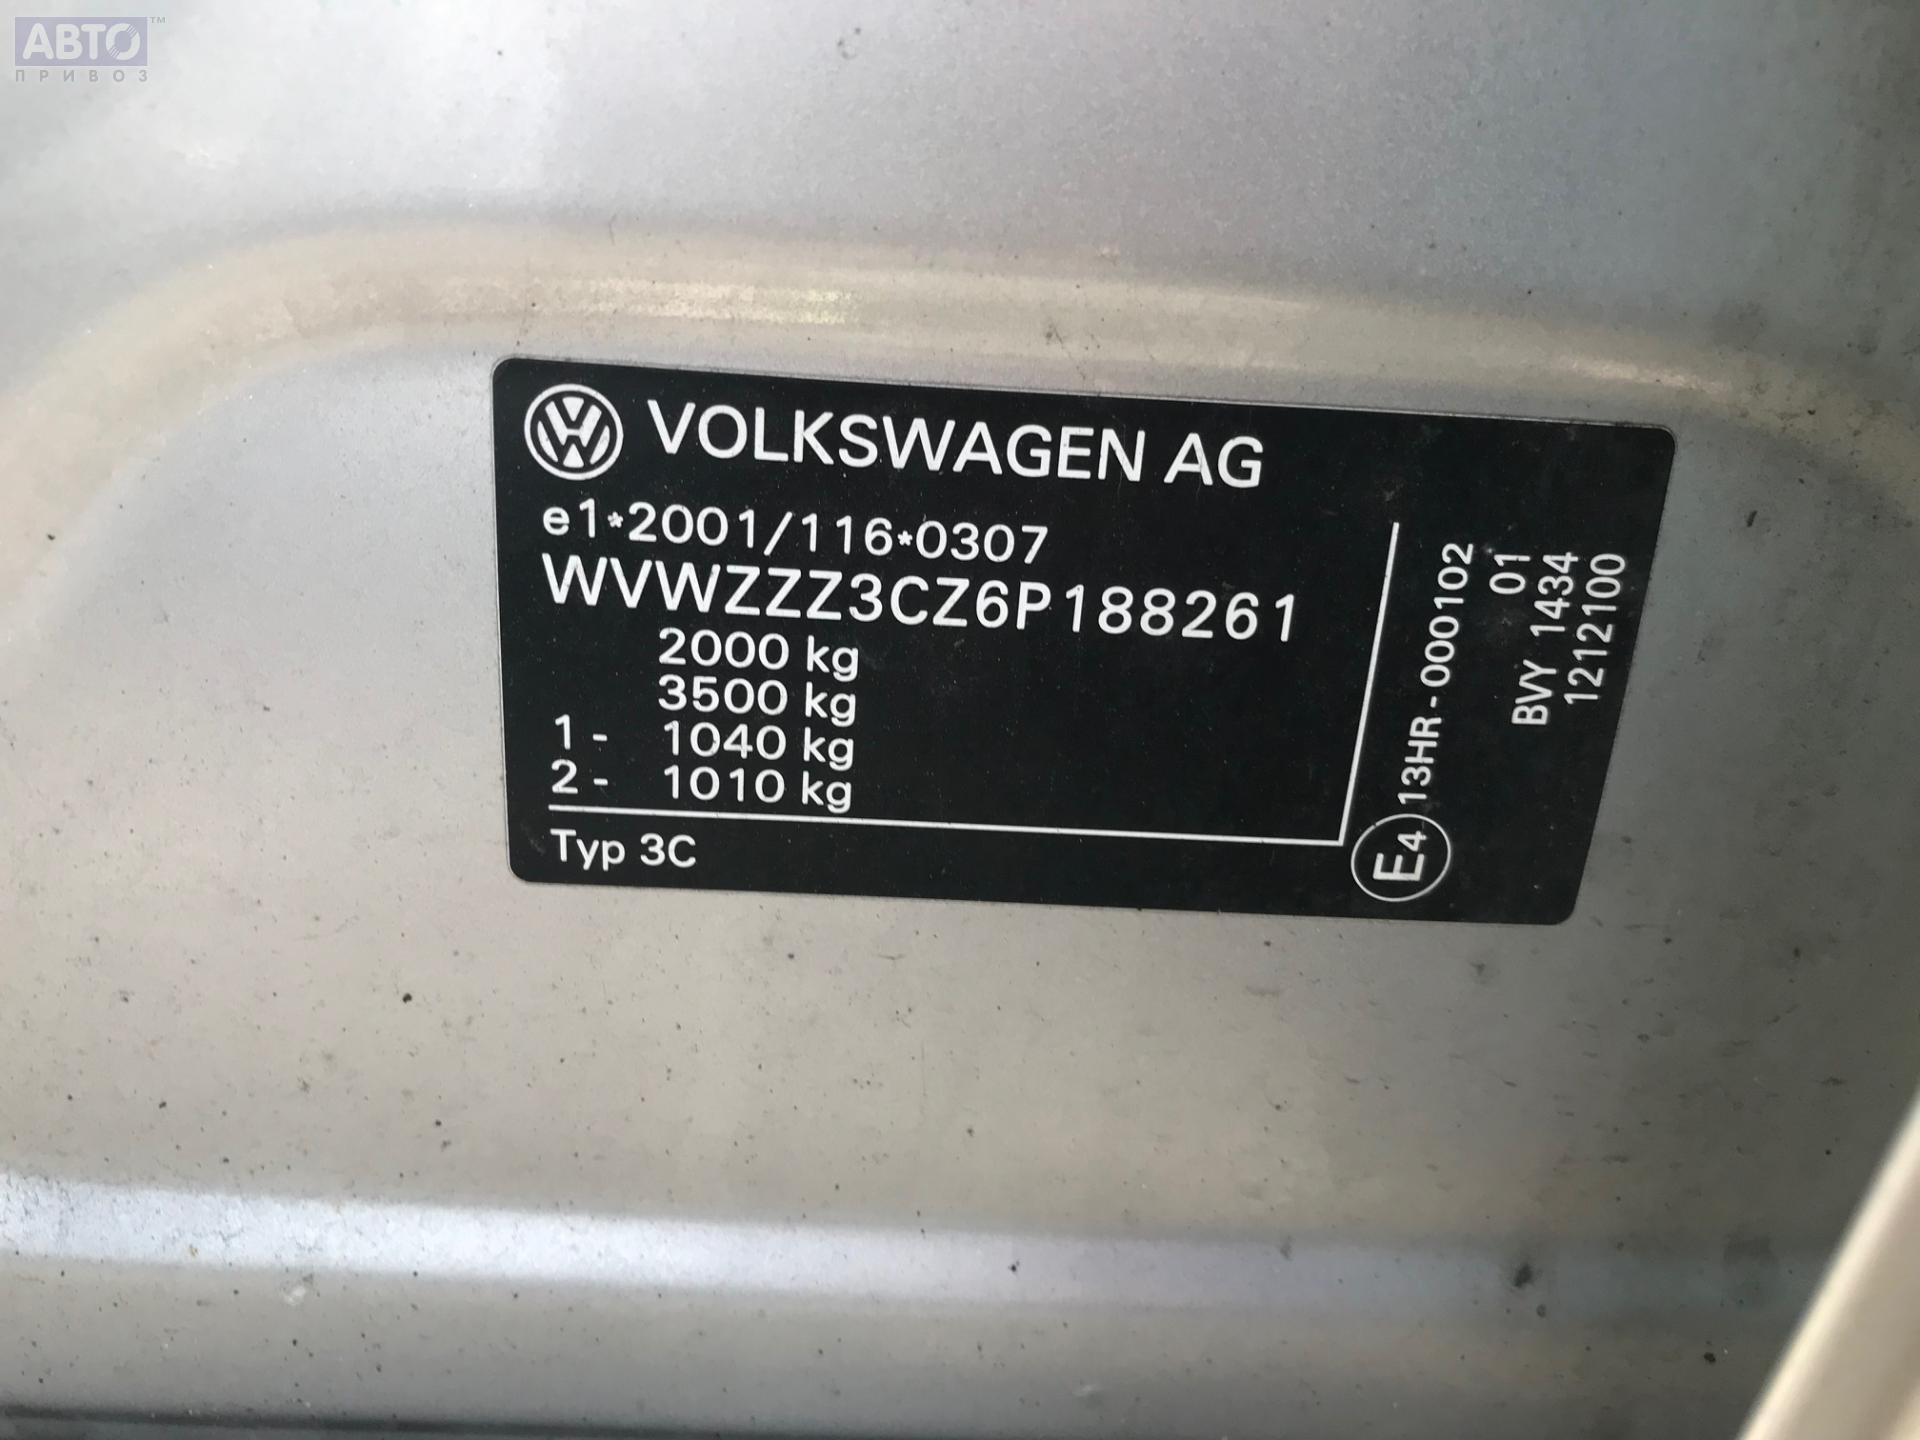 АВТО™
ПРИВОЗ
VOLKSWAGEN AG
e1*2001/116*0307
WVWZZZ3CZ6P188261
2000 kg
3500 kg
1- 1040 kg
2- 1010 kg
Typ 3C
E4 13HR-000102
01
BVY 1434
1212100